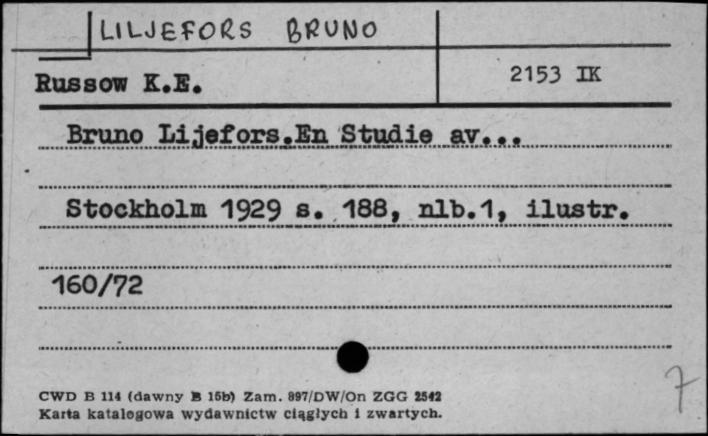 LILJEFORS BRUNO
Russow K.E.
2153 IK
Bruno Lijefors.En Studie av...
Stockholm 1929 s. 188, nlb.1, ilustr.
160/72
7
CWD B 114 (dawny B 15b) Zam. 897/DW/On ZGG 2542
Karta katalogowa wydawnictw ciągłych i zwartych.